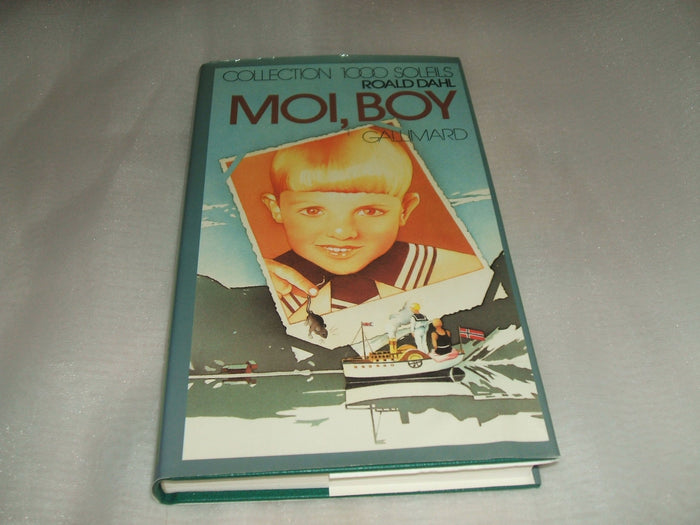 COLLECTION 1000 SOLEILS
ROALD DAHL
MOI, BOY
GALLIMARD